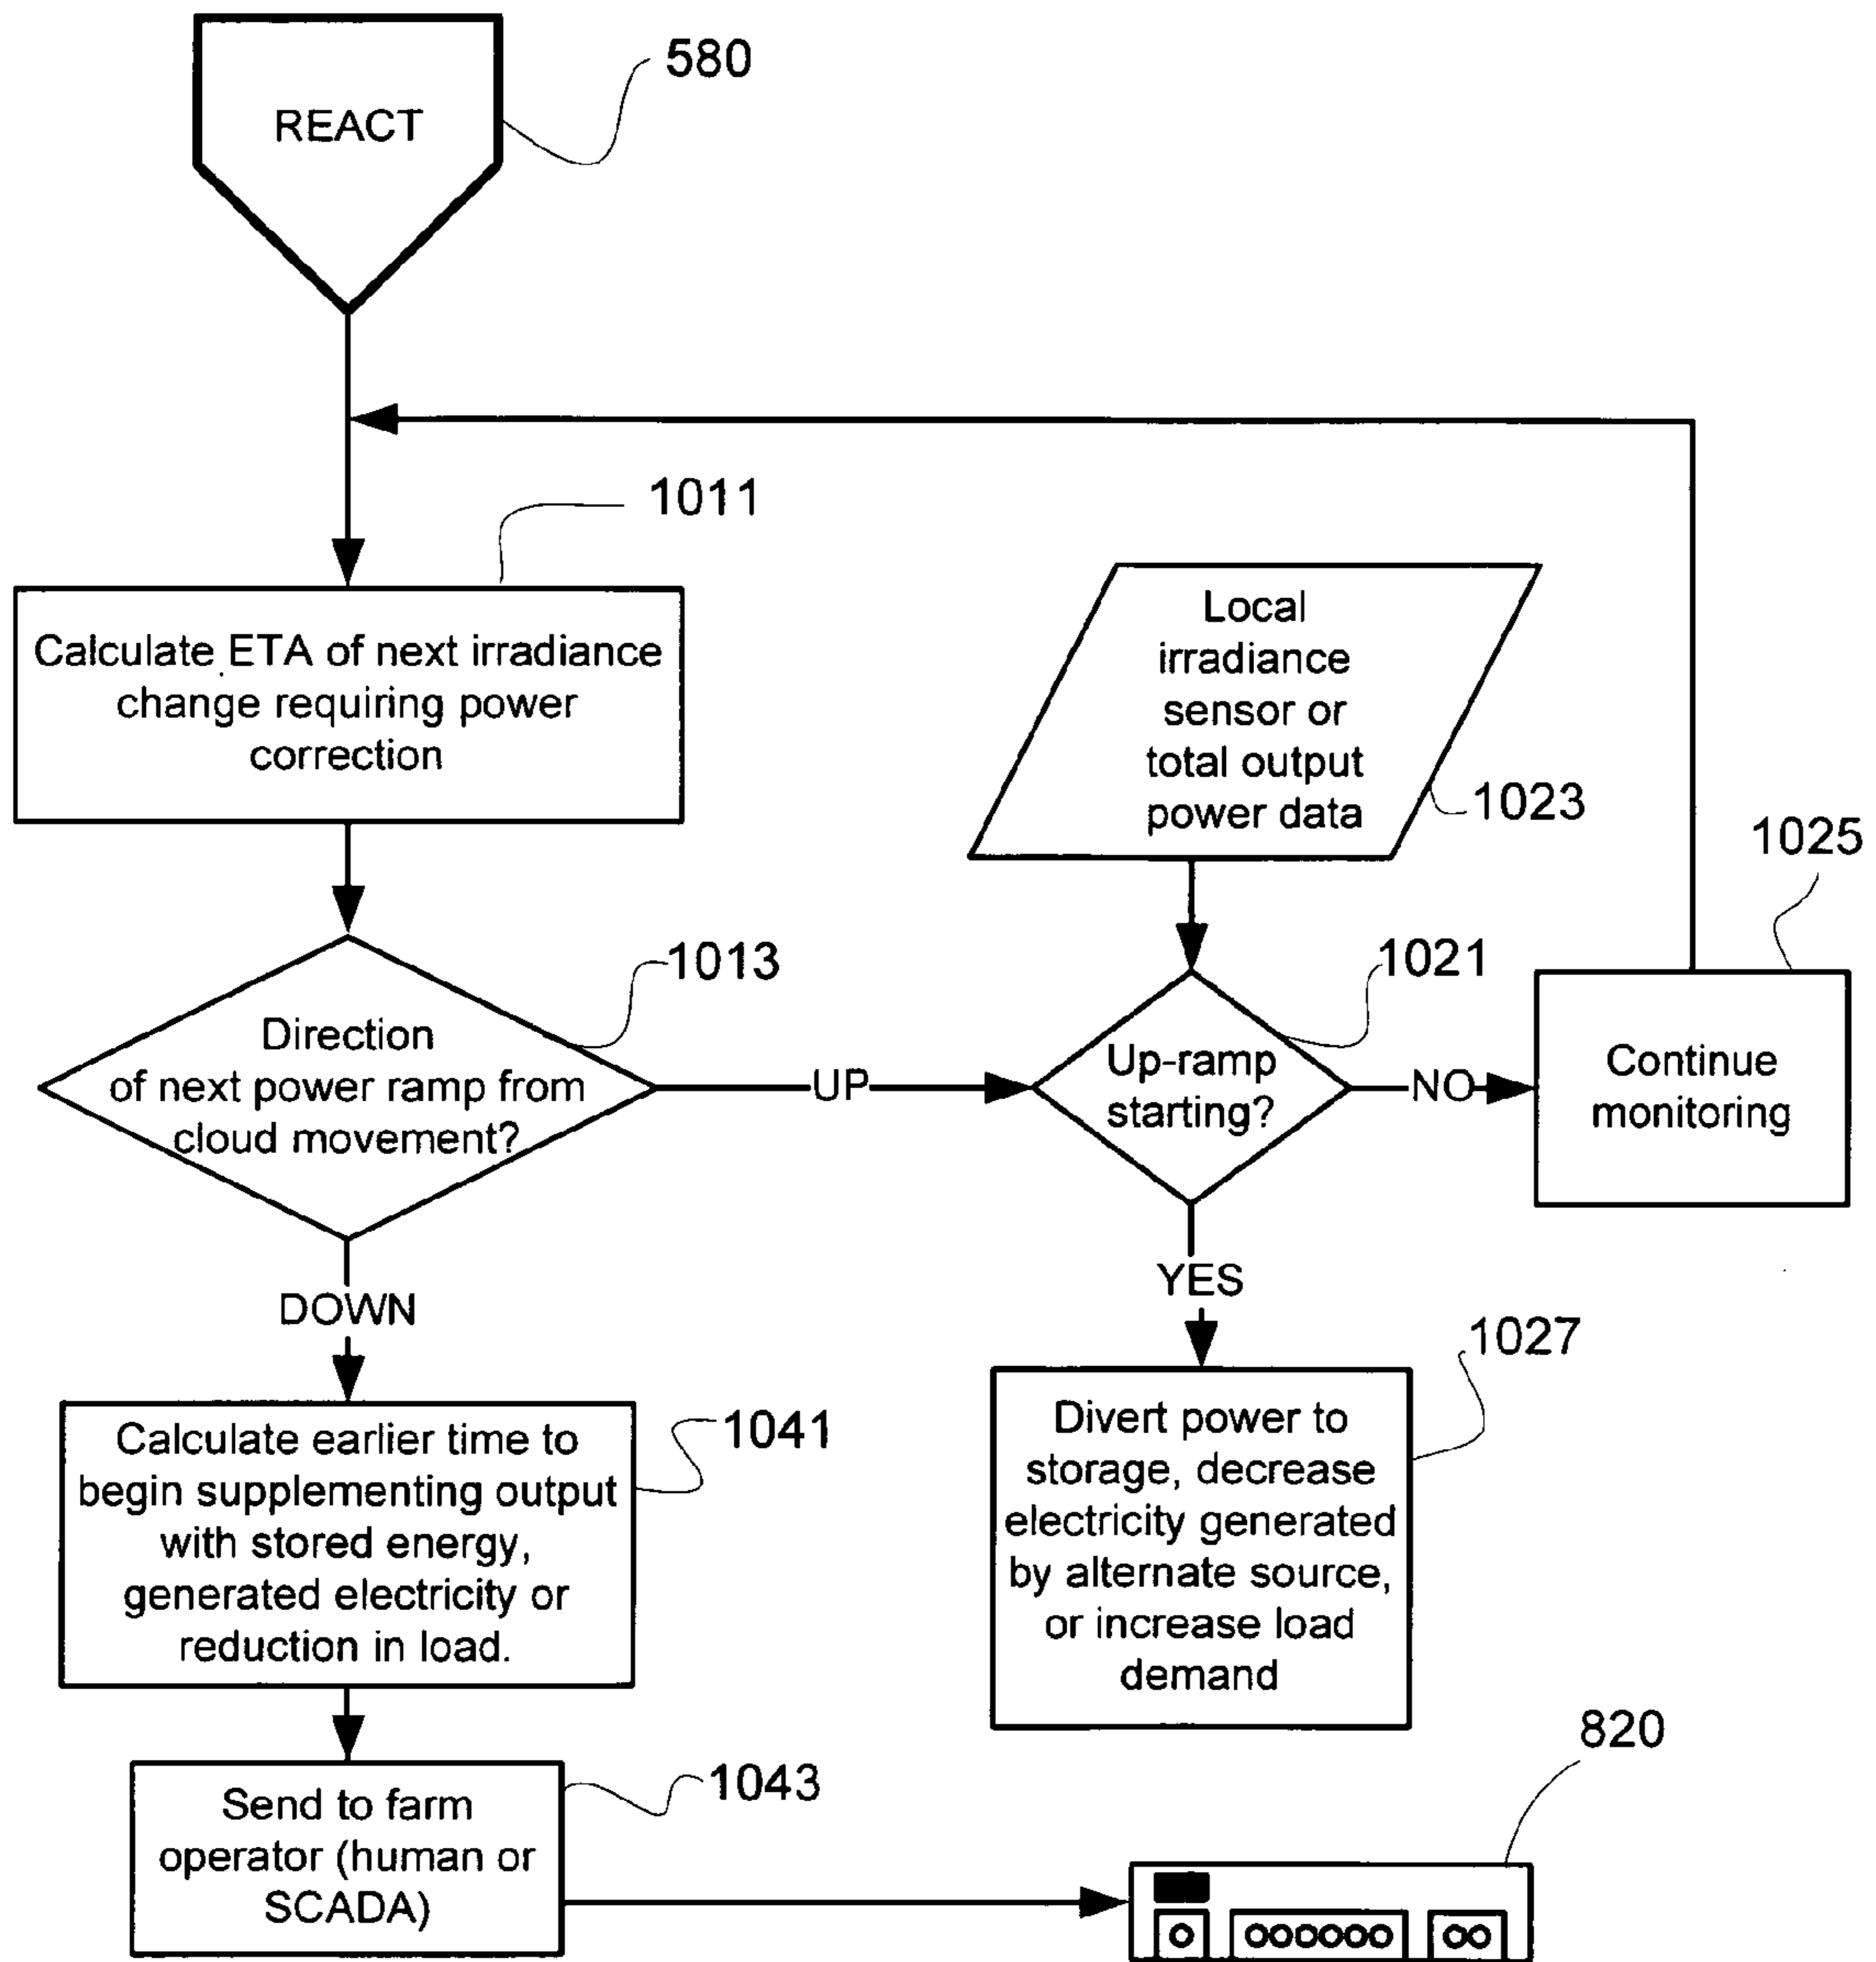 REACT
580
1011
Calculate ETA of next irradiance
change requiring power
correction
Local
irradiance
sensor or
total output
power data
1023
1025
1013
Direction
of next power ramp from
cloud movement?
UP
1021
Up-ramp
starting?
NO
Continue
monitoring
DOWN
YES
1041
Calculate earlier time to
begin supplementing output
with stored energy,
generated electricity or
reduction in load.
1027
Divert power to
storage, decrease
electricity generated
by alternate source,
or increase load
demand
1043
Send to farm
operator (human or
SCADA)
820